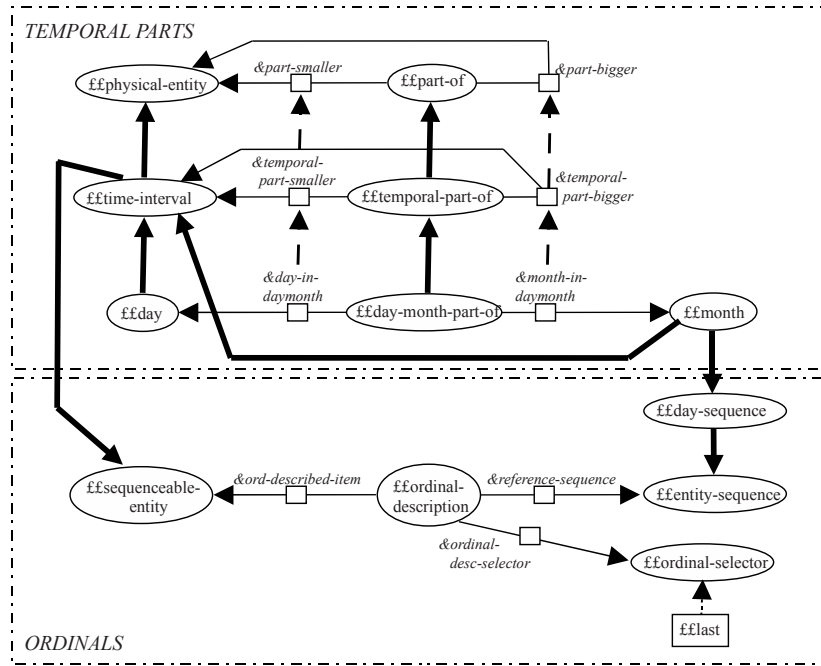 TEMPORAL PARTS
&part-smaller
&part-bigger
££physical-entity
££part-of
&temporal-
part-smaller
&temporal-
part-bigger
££time-interval
££temporal-part-of
&day-in-
daymonth
&month-in-
daymonth
££day
££day-month-part-of
££month
££day-sequence
&ord-described-item
&reference-sequence
££sequenceable-
entity
££ordinal-
description
££entity-sequence
&ordinal-
desc-selector
££ordinal-selector
££last
ORDINALS